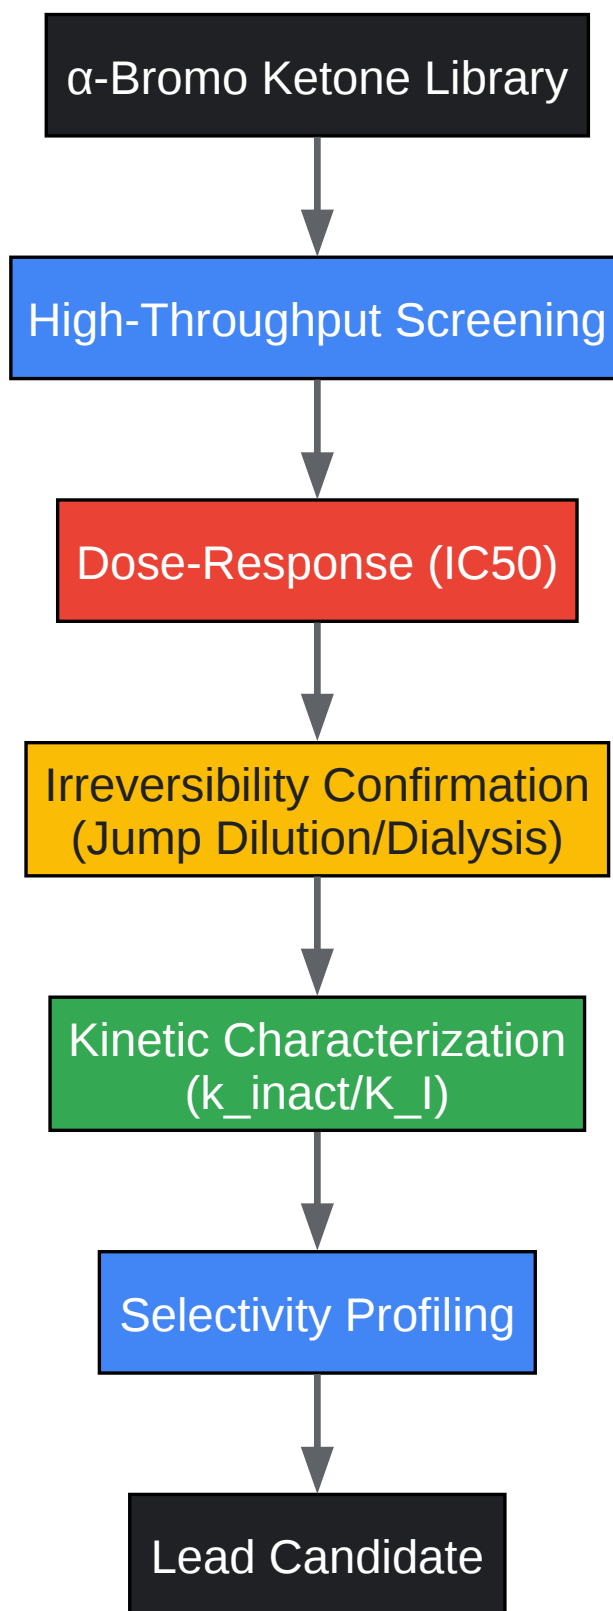 α-Bromo Ketone Library
High-Throughput Screening
Dose-Response (IC50)
Irreversibility Confirmation
(Jump Dilution/Dialysis)
Kinetic Characterization
(k_inact/K_I)
Selectivity Profiling
Lead Candidate